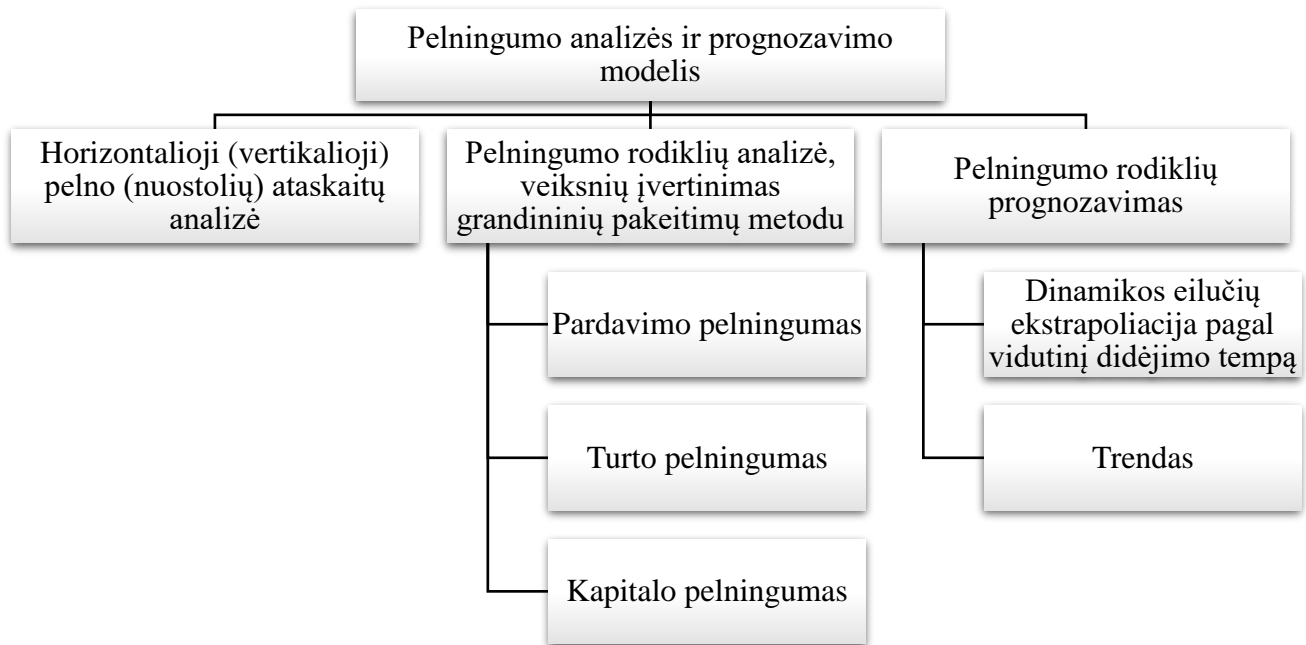 Pelningumo analizės ir prognozavimo
modelis
Horizontalioji (vertikalioji)
pelno (nuostolių) ataskaitų
analizė
Pelningumo rodiklių analizė,
veiksnių įvertinimas
grandininių pakeitimų metodu
Pardavimo pelningumas
Turto pelningumas
Kapitalo pelningumas
Pelningumo rodiklių
prognozavimas
Dinamikos eilučių
ekstrapoliacija pagal
vidutinį didėjimo tempą
Trendas